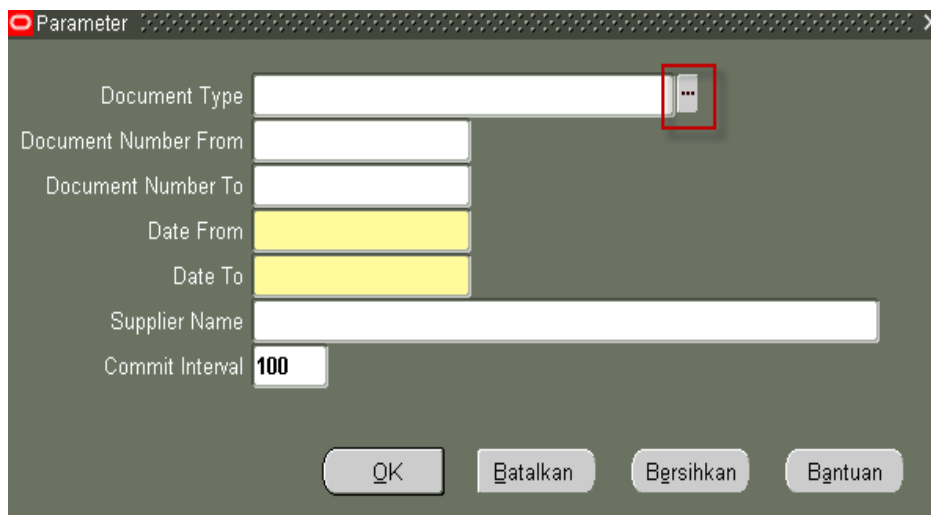 Parameter
Document Type
Document Number From
Document Number To
Date From
Date To
Supplier Name
Commit Interval 100
OK Batalkan Bersihkan Bantuan